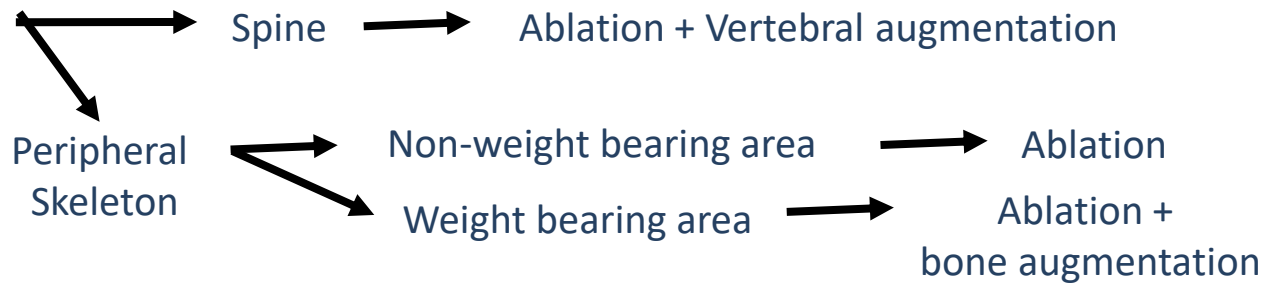 Spine
Ablation + Vertebral augmentation
Peripheral
Skeleton
Non-weight bearing area
Ablation
Weight bearing area
Ablation +
bone augmentation